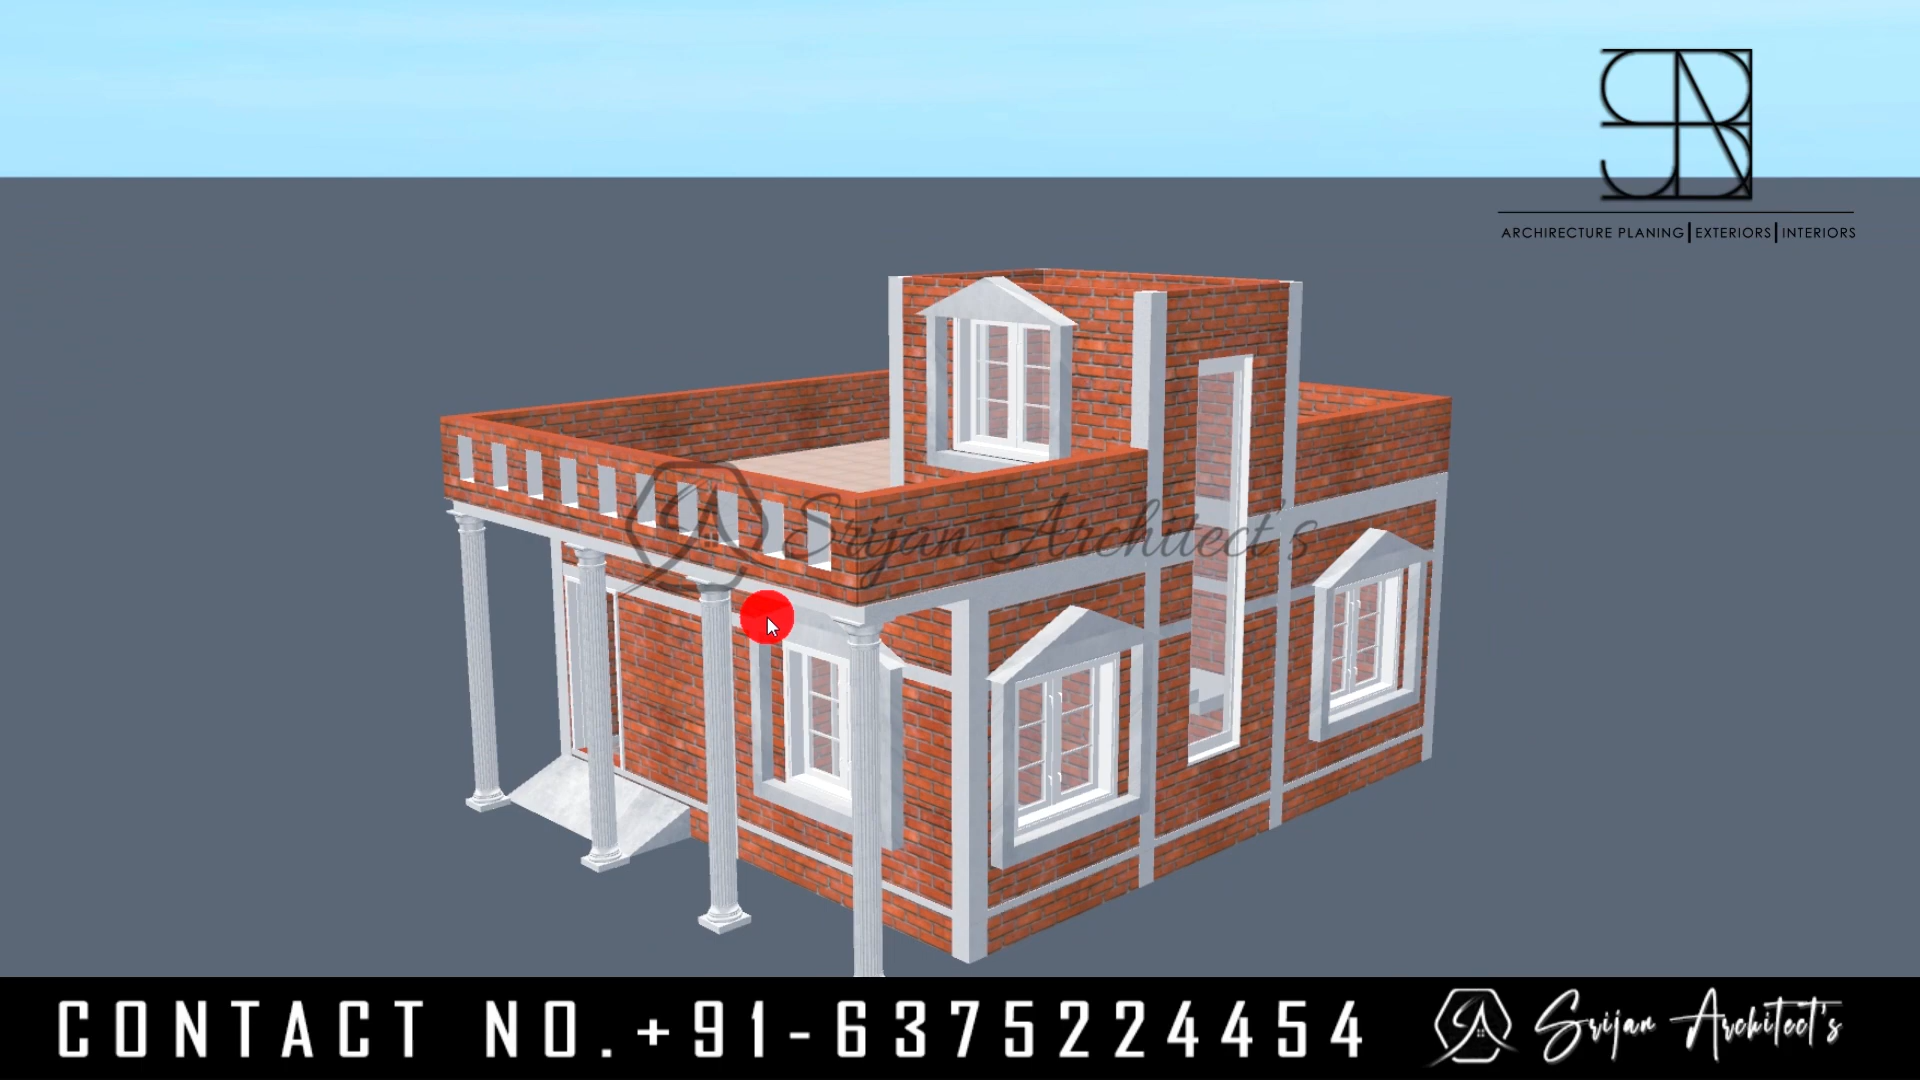 ARCHIRECTURE PLANING|EXTERIORS|INTERIORS
Srijan Architect's
CONTACT NO.+91-6375224454
Srijan Architect's